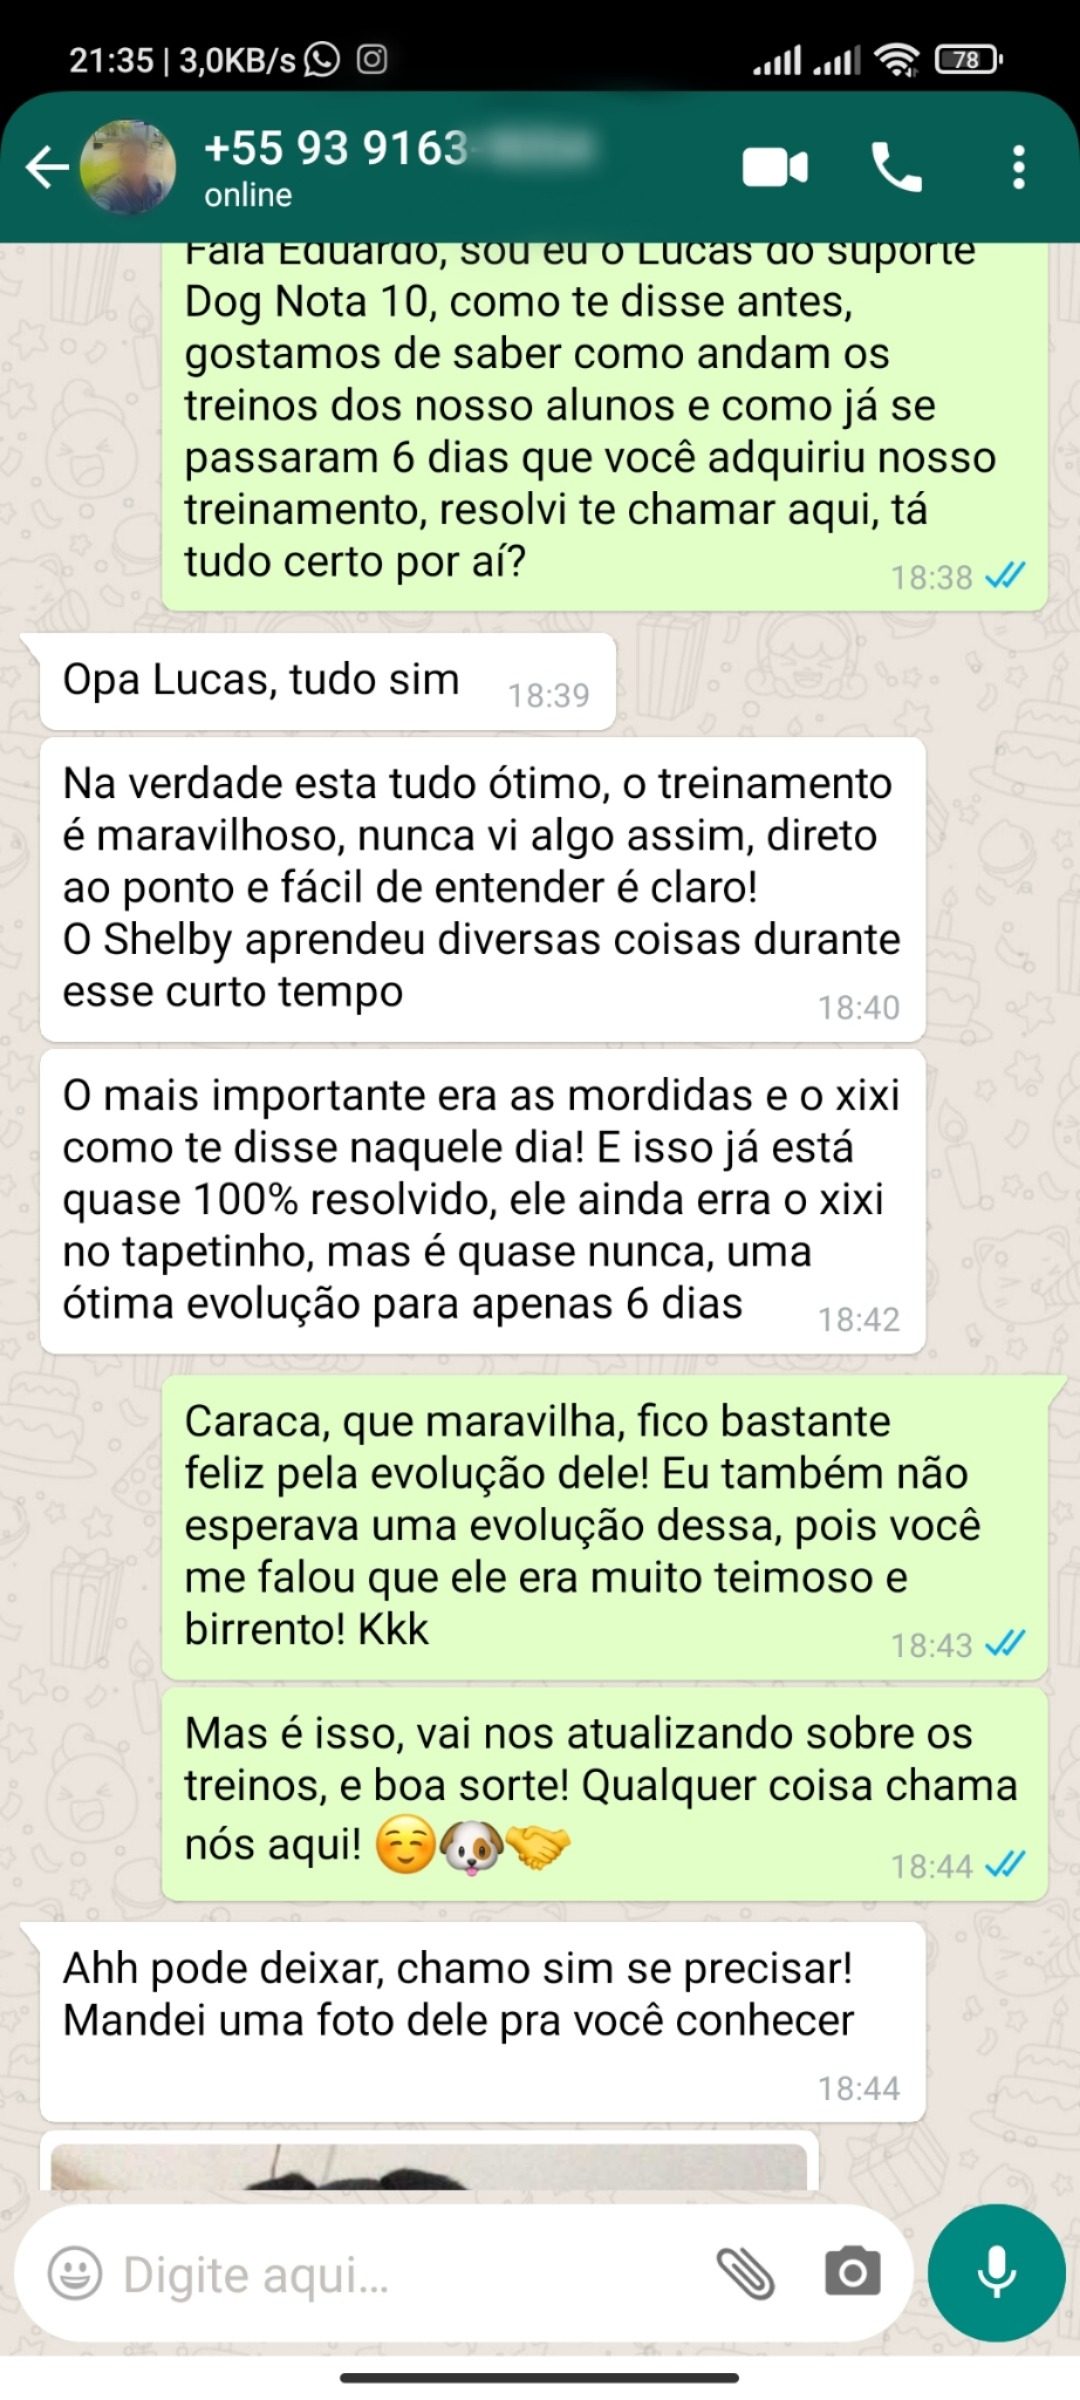 21:35 | 3,0KB/s
78
+55 93 9163
online
Fala Eduardo, sou eu o Lucas do suporte
Dog Nota 10, como te disse antes,
gostamos de saber como andam os
treinos dos nosso alunos e como já se
passaram 6 dias que você adquiriu nosso
treinamento, resolvi te chamar aqui, tá
tudo certo por aí?
18:38
Opa Lucas, tudo sim
18:39
Na verdade esta tudo ótimo, o treinamento
é maravilhoso, nunca vi algo assim, direto
ao ponto e fácil de entender é claro!
O Shelby aprendeu diversas coisas durante
esse curto tempo
18:40
O mais importante era as mordidas e o xixi
como te disse naquele dia! E isso já está
quase 100% resolvido, ele ainda erra o xixi
no tapetinho, mas é quase nunca, uma
ótima evolução para apenas 6 dias
18:42
Caraca, que maravilha, fico bastante
feliz pela evolução dele! Eu também não
esperava uma evolução dessa, pois você
me falou que ele era muito teimoso e
birrento! Kkk
18:43
Mas é isso, vai nos atualizando sobre os
treinos, e boa sorte! Qualquer coisa chama
nós aqui! ☺️🐶🤝
18:44
Ahh pode deixar, chamo sim se precisar!
Mandei uma foto dele pra você conhecer
18:44
Digite aqui...